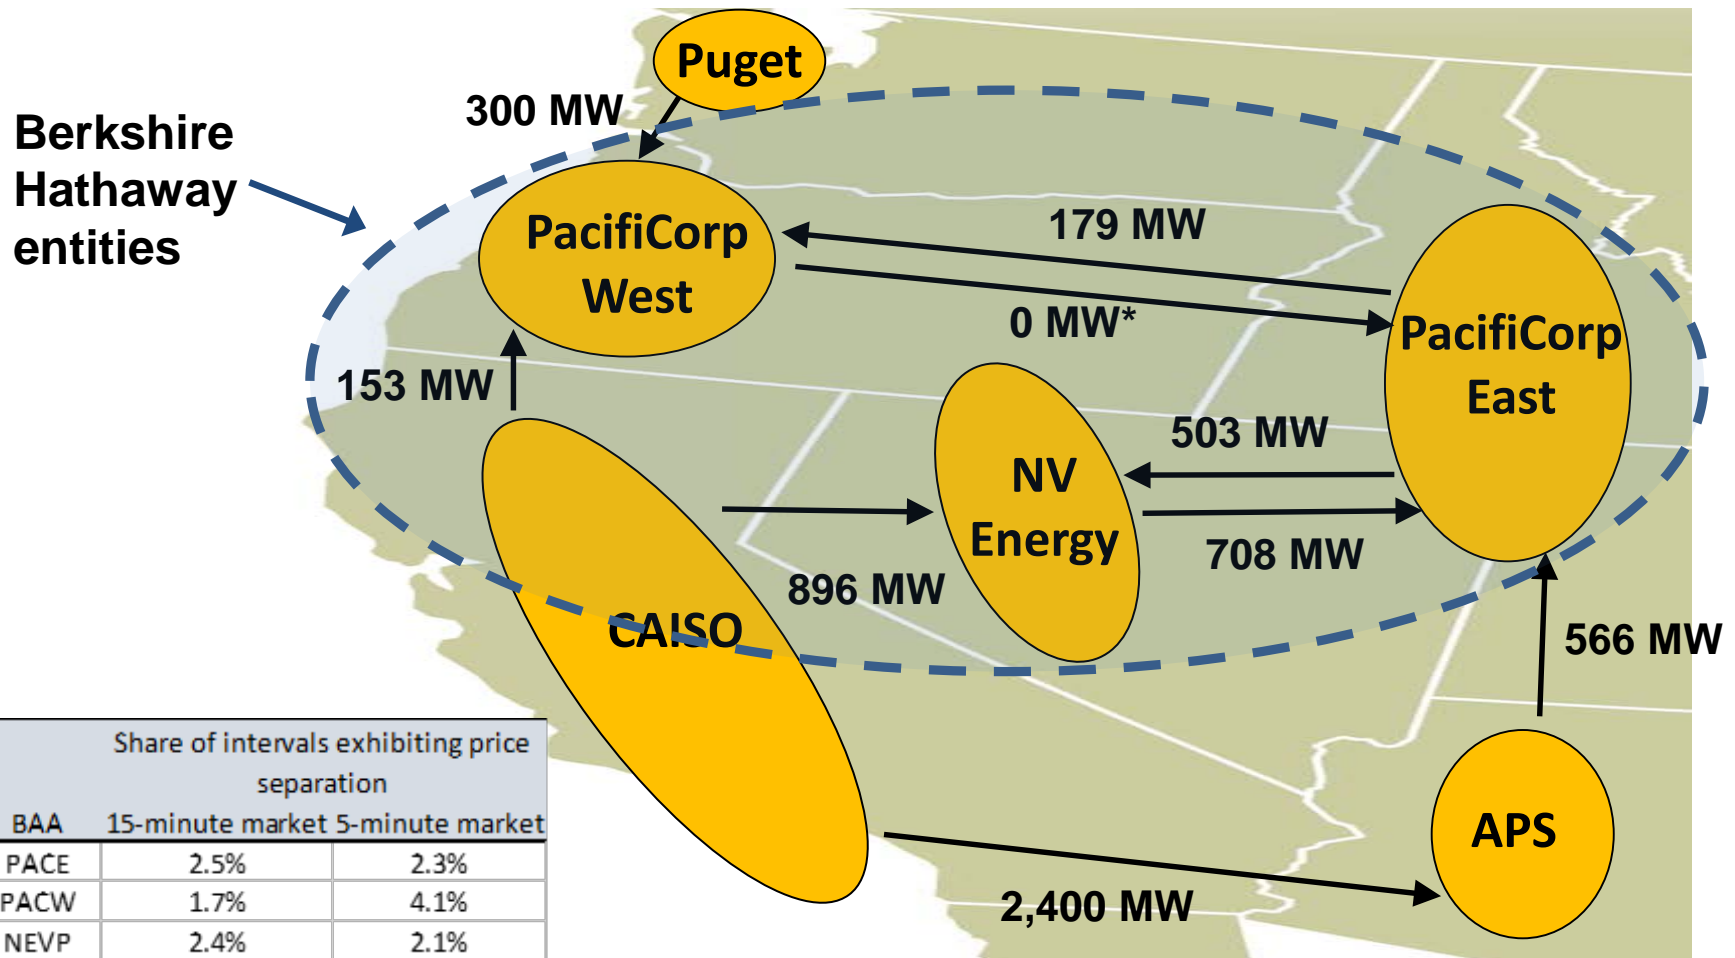 Puget
300 MW
Berkshire
Hathaway
entities
PacifiCorp
West
179 MW
0 MW*
PacifiCorp
East
153 MW
503 MW
NV
Energy
708 MW
896 MW
CAISO
566 MW
APS
2,400 MW
Share of intervals exhibiting price
separation
BAA 15-minute market 5-minute market
PACE 2.5% 2.3%
PACW 1.7% 4.1%
NEVP 2.4% 2.1%